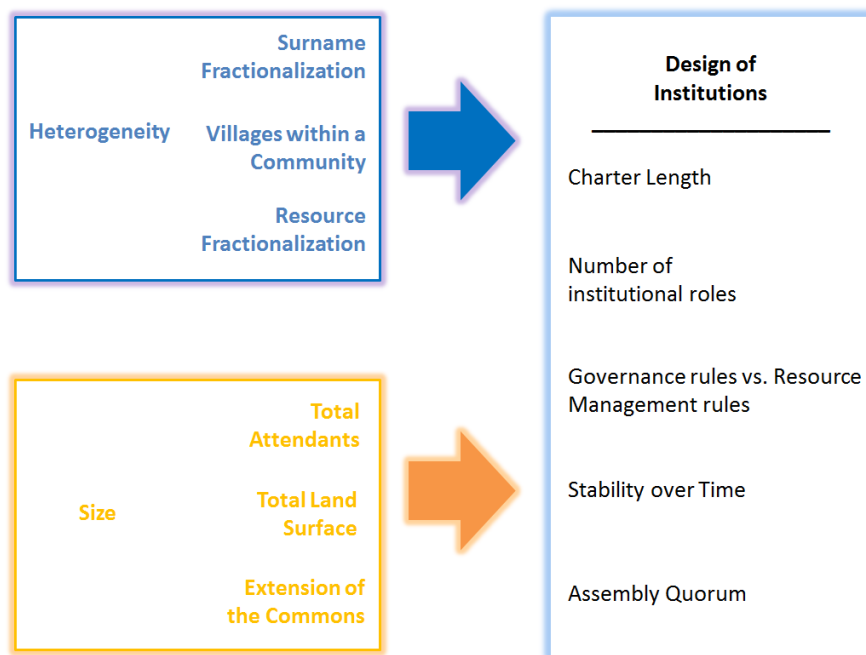 Surname
Fractionalization
Heterogeneity
Villages within a
Community
Resource
Fractionalization
Total
Attendants
Size
Total Land
Surface
Extension of
the Commons
Design of
Institutions
Charter Length
Number of
institutional roles
Governance rules vs. Resource
Management rules
Stability over Time
Assembly Quorum